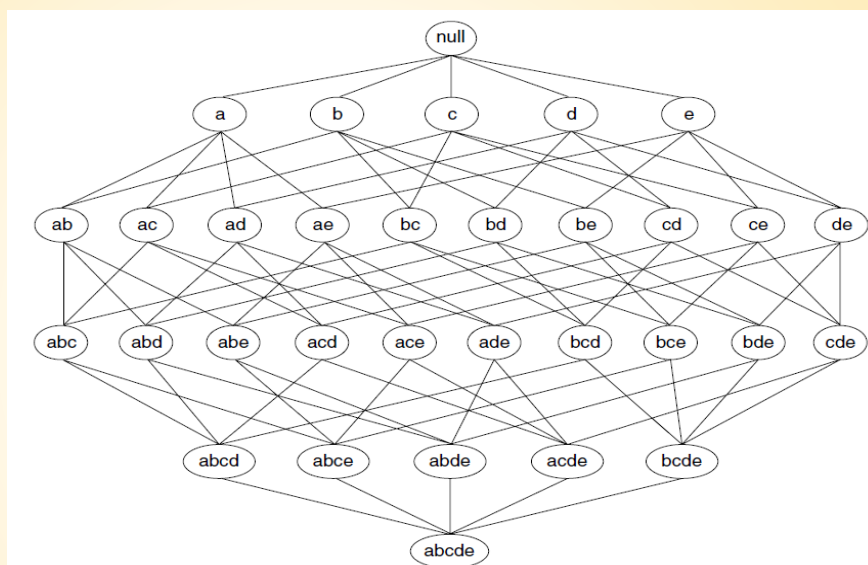 null
a b c d e
ab ac ad ae bc bd be cd ce de
abc abd abe acd ace ade bcd bce bde cde
abcd abce abde acde bcde
abcde